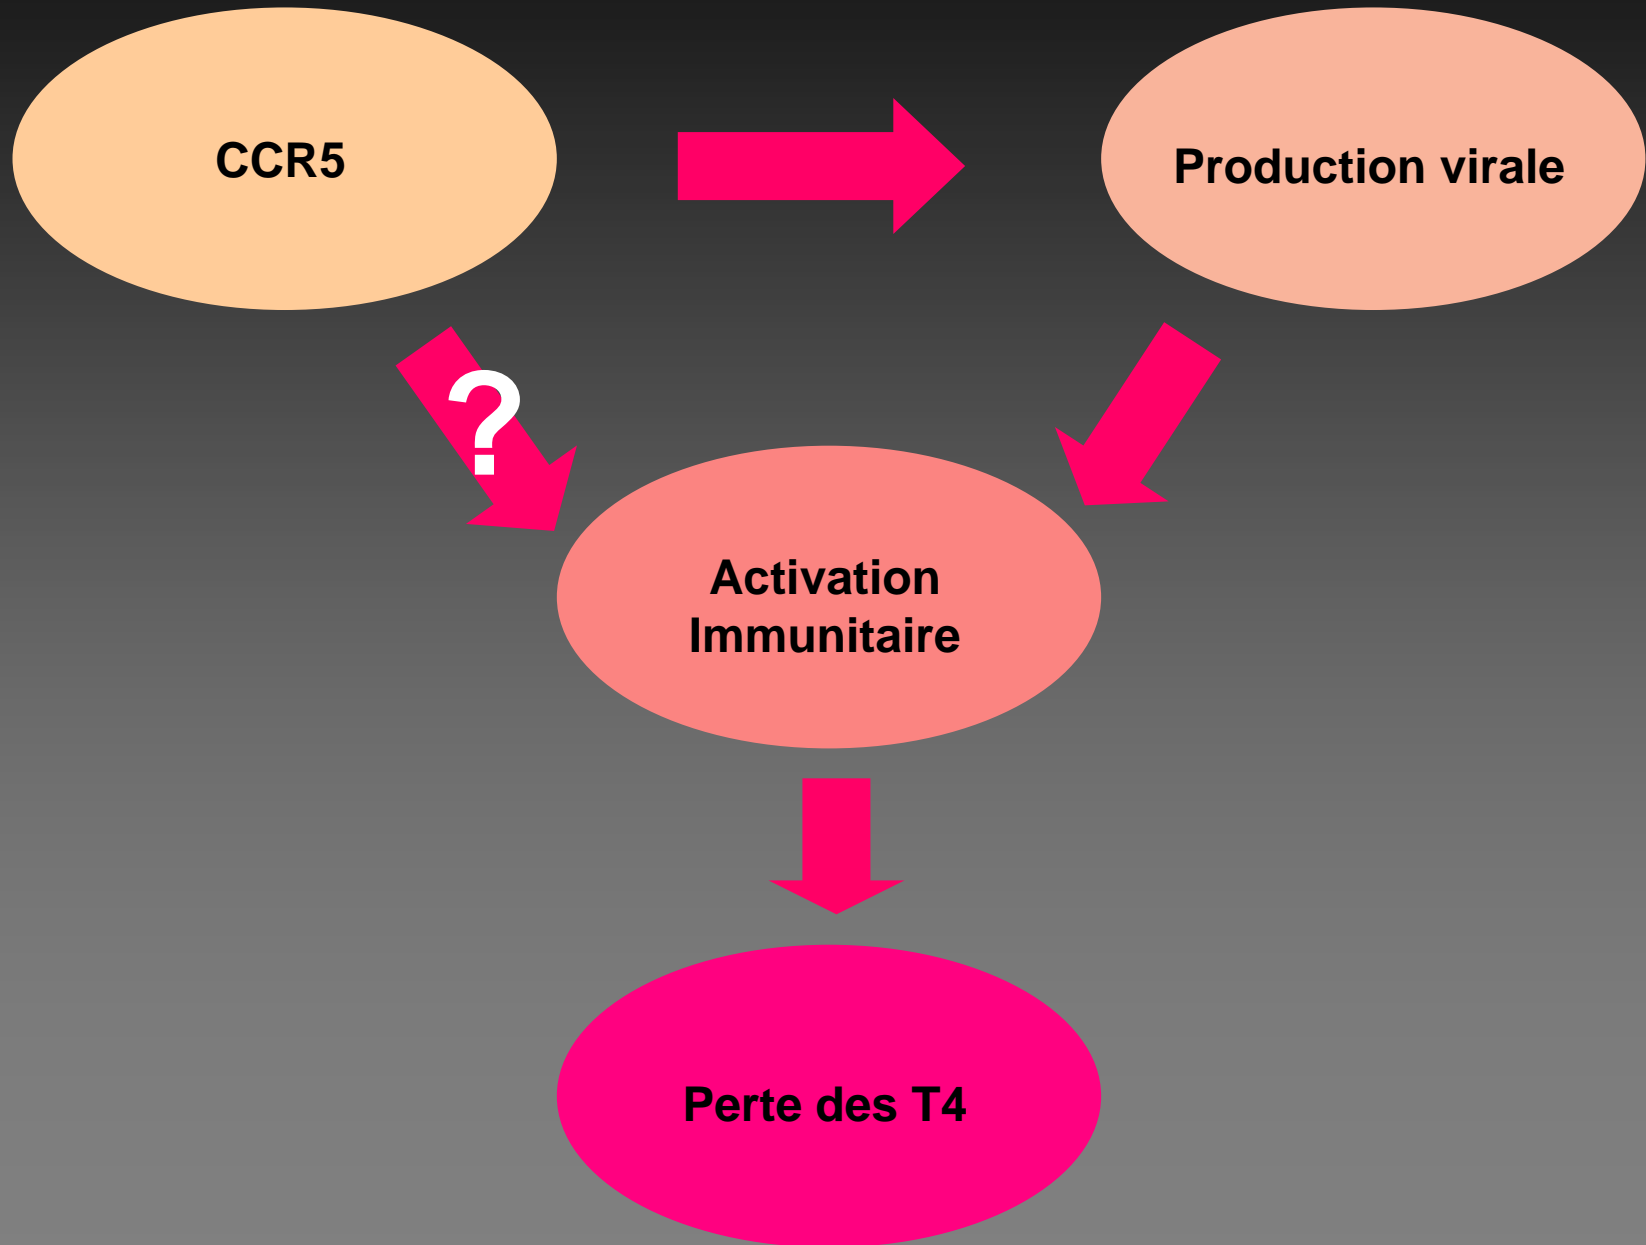 CCR5
Production virale
?
Activation
Immunitaire
Perte des T4